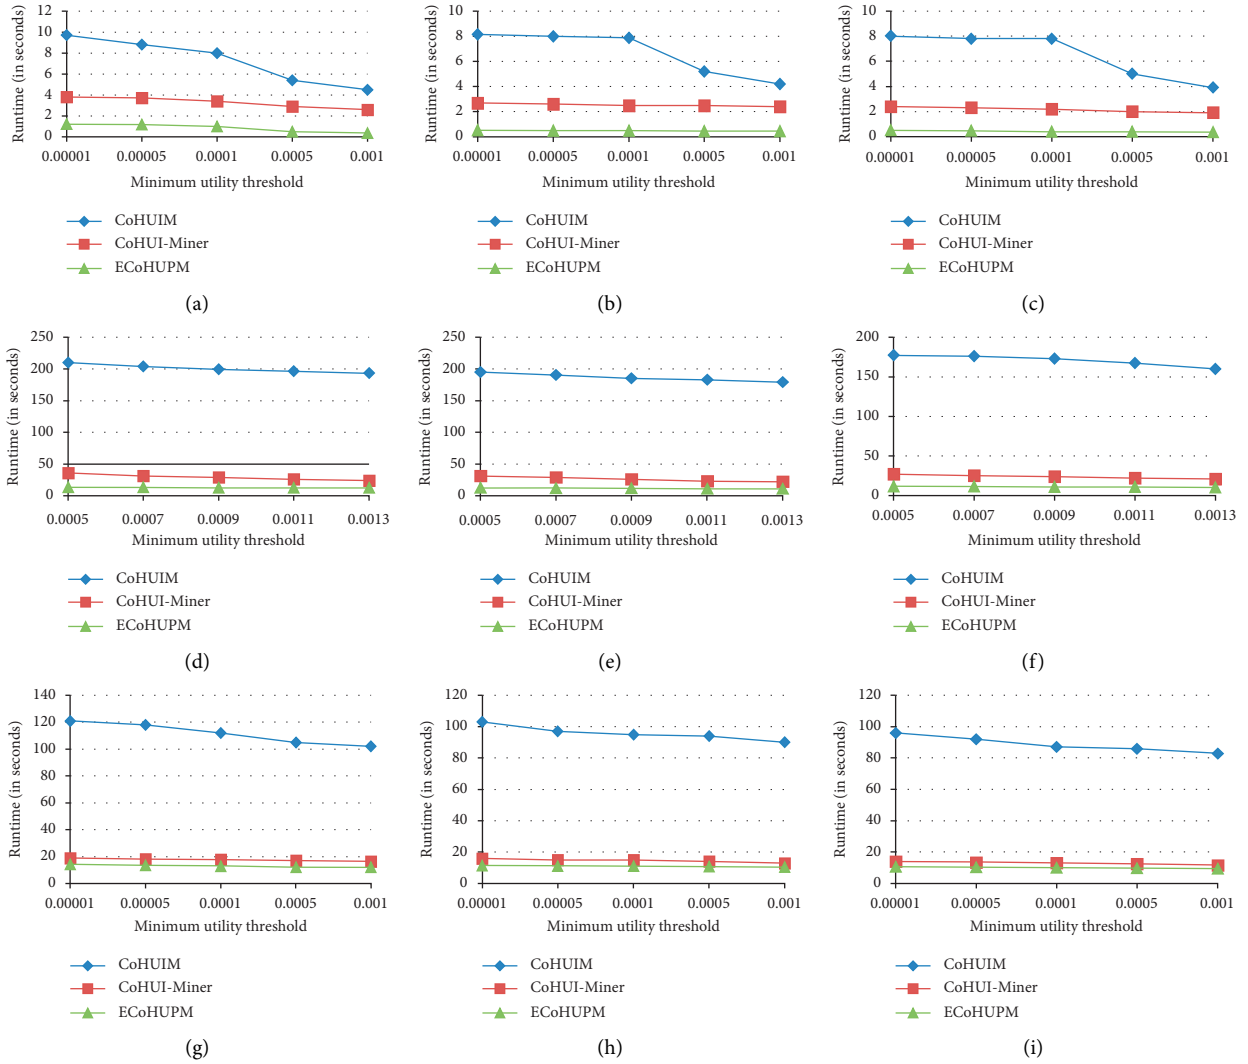 Runtime (in seconds)
12
10
8
6
4
2
0
0.00001 0.00005 0.0001 0.0005 0.001
Minimum utility threshold
CoHUIM
CoHUI-Miner
ECoHUPM
(a)
Runtime (in seconds)
10
8
6
4
2
0
0.00001 0.00005 0.0001 0.0005 0.001
Minimum utility threshold
CoHUIM
CoHUI-Miner
ECoHUPM
(b)
Runtime (in seconds)
10
8
6
4
2
0
0.00001 0.00005 0.0001 0.0005 0.001
Minimum utility threshold
CoHUIM
CoHUI-Miner
ECoHUPM
(c)
Runtime (in seconds)
250
200
150
100
50
0
0.0005 0.0007 0.0009 0.0011 0.0013
Minimum utility threshold
CoHUIM
CoHUI-Miner
ECoHUPM
(d)
Runtime (in seconds)
250
200
150
100
50
0
0.0005 0.0007 0.0009 0.0011 0.0013
Minimum utility threshold
CoHUIM
CoHUI-Miner
ECoHUPM
(e)
Runtime (in seconds)
200
150
100
50
0
0.0005 0.0007 0.0009 0.0011 0.0013
Minimum utility threshold
CoHUIM
CoHUI-Miner
ECoHUPM
(f)
Runtime (in seconds)
140
120
100
80
60
40
20
0
0.00001 0.00005 0.0001 0.0005 0.001
Minimum utility threshold
CoHUIM
CoHUI-Miner
ECoHUPM
(g)
Runtime (in seconds)
120
100
80
60
40
20
0
0.00001 0.00005 0.0001 0.0005 0.001
Minimum utility threshold
CoHUIM
CoHUI-Miner
ECoHUPM
(h)
Runtime (in seconds)
120
100
80
60
40
20
0
0.00001 0.00005 0.0001 0.0005 0.001
Minimum utility threshold
CoHUIM
CoHUI-Miner
ECoHUPM
(i)